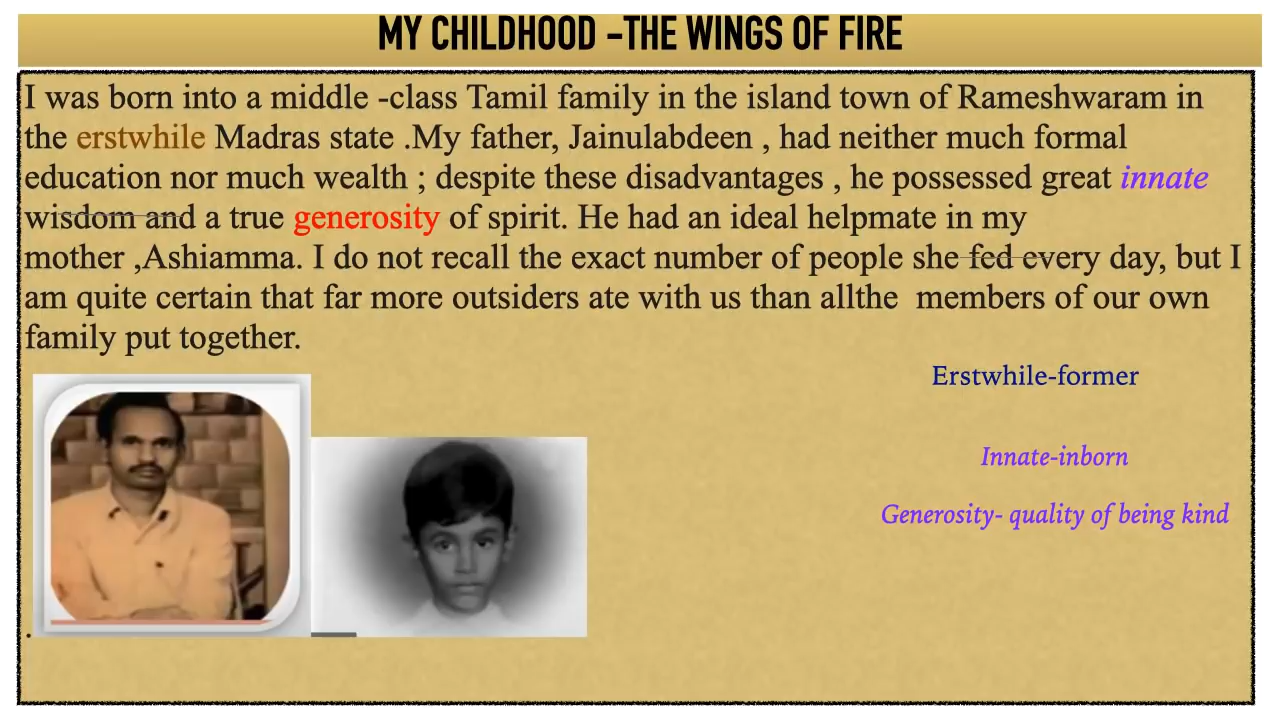 MY CHILDHOOD -THE WINGS OF FIRE
I was born into a middle -class Tamil family in the island town of Rameshwaram in
the erstwhile Madras state .My father, Jainulabdeen , had neither much formal
education nor much wealth ; despite these disadvantages , he possessed great innate
wisdom and a true generosity of spirit. He had an ideal helpmate in my
mother ,Ashiamma. I do not recall the exact number of people she fed every day, but I
am quite certain that far more outsiders ate with us than allthe  members of our own
family put together.
Erstwhile-former
Innate-inborn
Generosity- quality of being kind
.